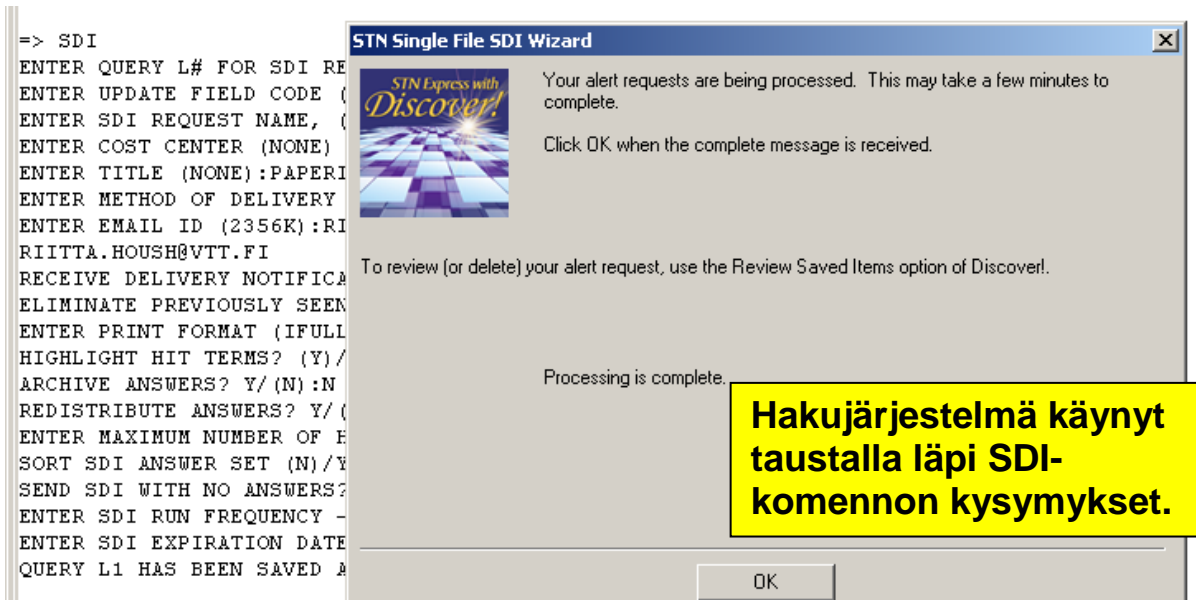 => SDI
ENTER QUERY L# FOR SDI RE
ENTER UPDATE FIELD CODE (
ENTER SDI REQUEST NAME, (
ENTER COST CENTER (NONE)
ENTER TITLE (NONE):PAPERI
ENTER METHOD OF DELIVERY
ENTER EMAIL ID (2356K):RI
RIITTA.HOUSH@VTT.FI
RECEIVE DELIVERY NOTIFICA
ELIMINATE PREVIOUSLY SEEN
ENTER PRINT FORMAT (IFULL
HIGHLIGHT HIT TERMS? (Y)/
ARCHIVE ANSWERS? Y/(N):N
REDISTRIBUTE ANSWERS? Y/(
ENTER MAXIMUM NUMBER OF H
SORT SDI ANSWER SET (N)/Y
SEND SDI WITH NO ANSWERS?
ENTER SDI RUN FREQUENCY -
ENTER SDI EXPIRATION DATE
QUERY L1 HAS BEEN SAVED A
STN Single File SDI Wizard
STN Express with
Discover!
Your alert requests are being processed. This may take a few minutes to
complete.
Click OK when the complete message is received.
To review (or delete) your alert request, use the Review Saved Items option of Discover!.
Processing is complete.
Hakujärjestelmä käynyt
taustalla läpi SDI-
komennon kysymykset.
OK